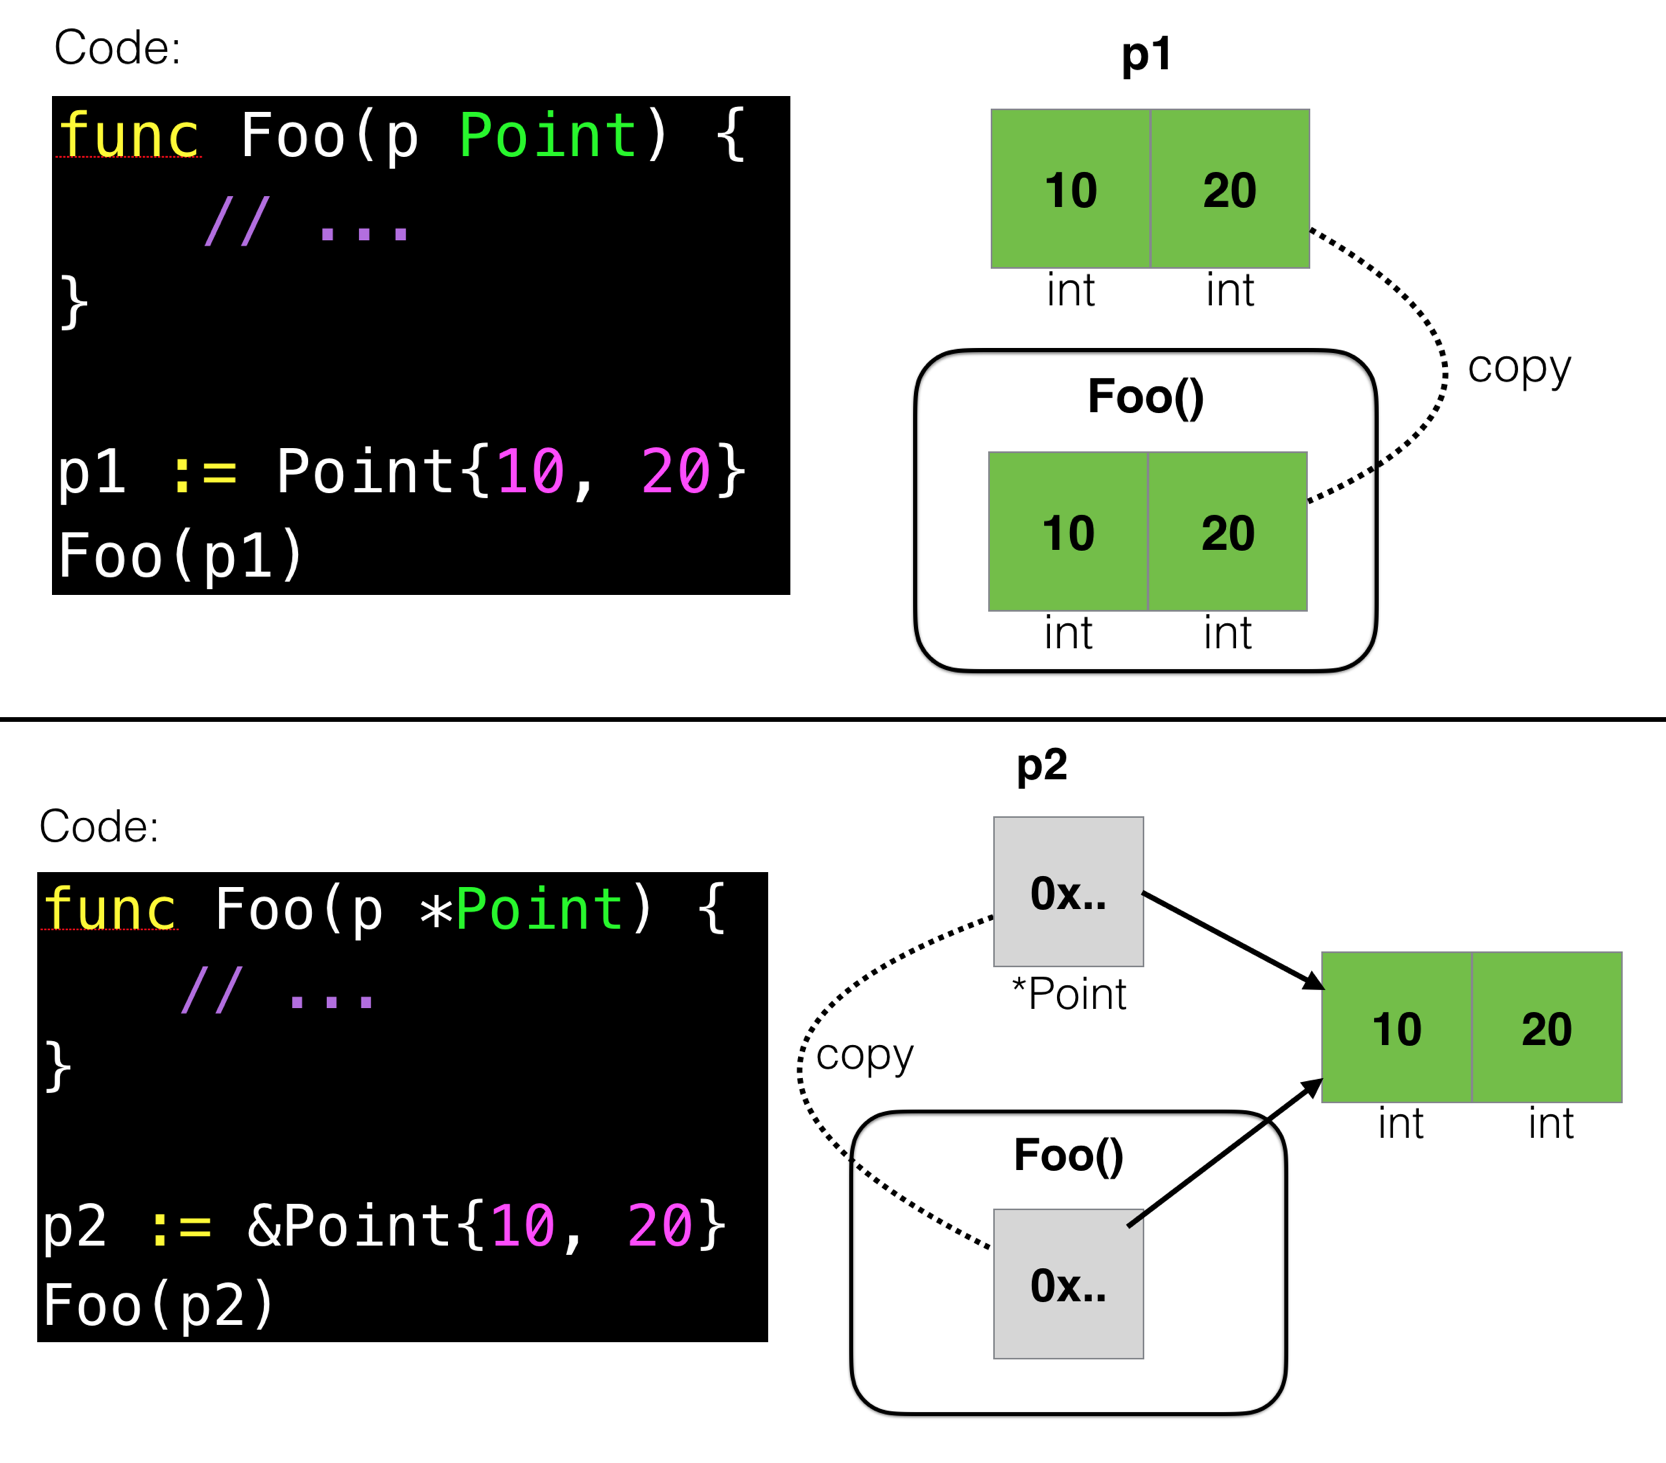 Code:
func Foo(p Point) {
// ...
}
p1 := Point{10, 20}
Foo(p1)
p1
10 20
int int
copy
Foo()
10 20
int int
Code:
func Foo(p *Point) {
// ...
}
p2 := &Point{10, 20}
Foo(p2)
p2
0x..
*Point
10 20
int int
copy
Foo()
0x..